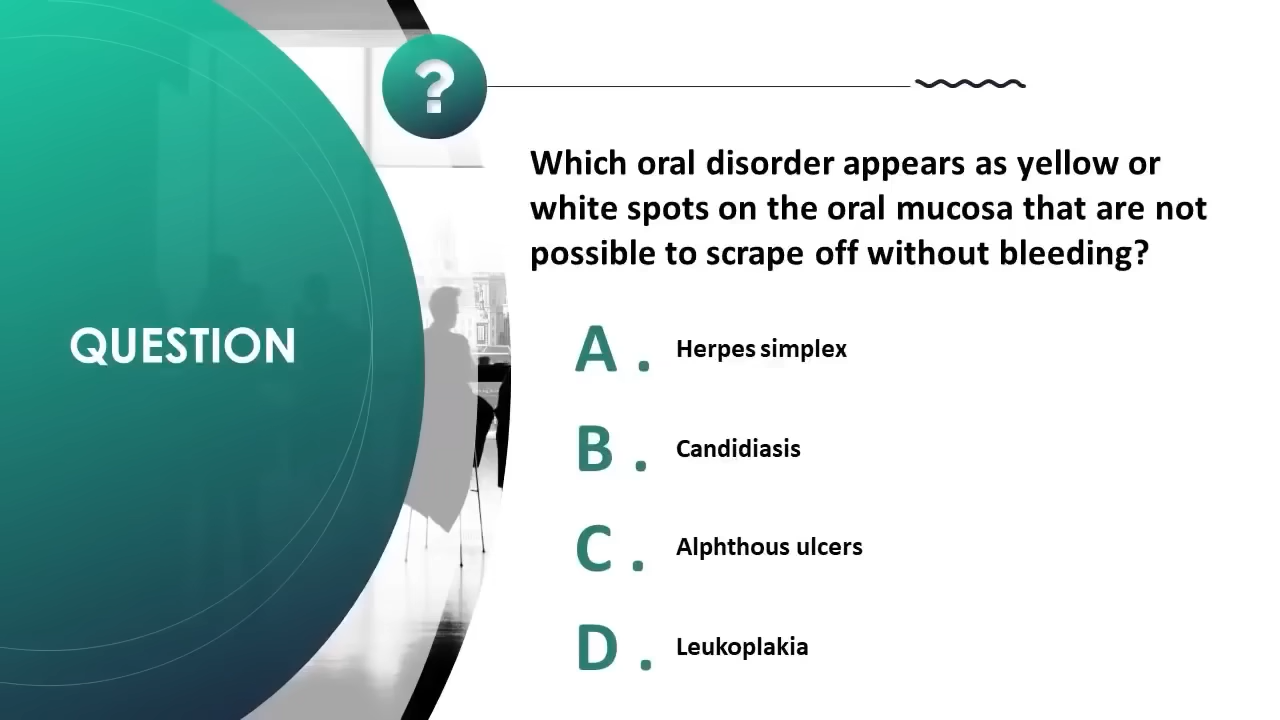 ?
Which oral disorder appears as yellow or
white spots on the oral mucosa that are not
possible to scrape off without bleeding?
QUESTION
A . Herpes simplex
B . Candidiasis
C . Alphthous ulcers
D . Leukoplakia